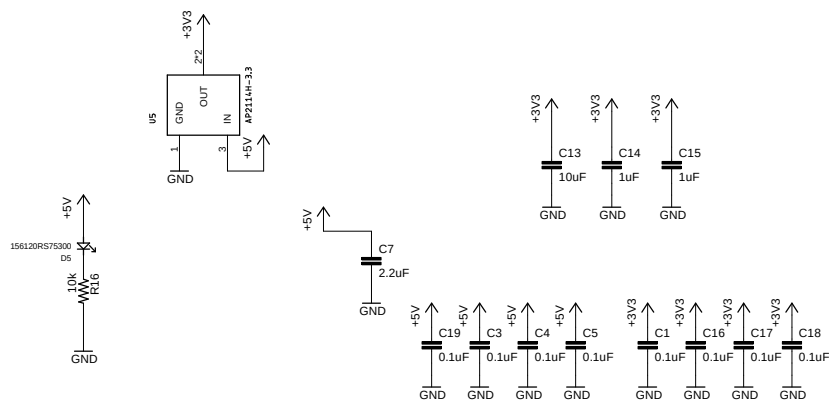 +3V3
2*2
OUT
GND
IN
U5
AP2114H-3.3
1
3
+5V
GND
+5V
156120RS75300
D5
10k
R16
GND
+5V
C7
2.2uF
GND
+3V3
+3V3
+3V3
C13
C14
C15
10uF
1uF
1uF
GND
GND
GND
+5V
+5V
+5V
+5V
+3V3
+3V3
+3V3
+3V3
C19
C3
C4
C5
C1
C16
C17
C18
0.1uF
0.1uF
0.1uF
0.1uF
0.1uF
0.1uF
0.1uF
0.1uF
GND
GND
GND
GND
GND
GND
GND
GND